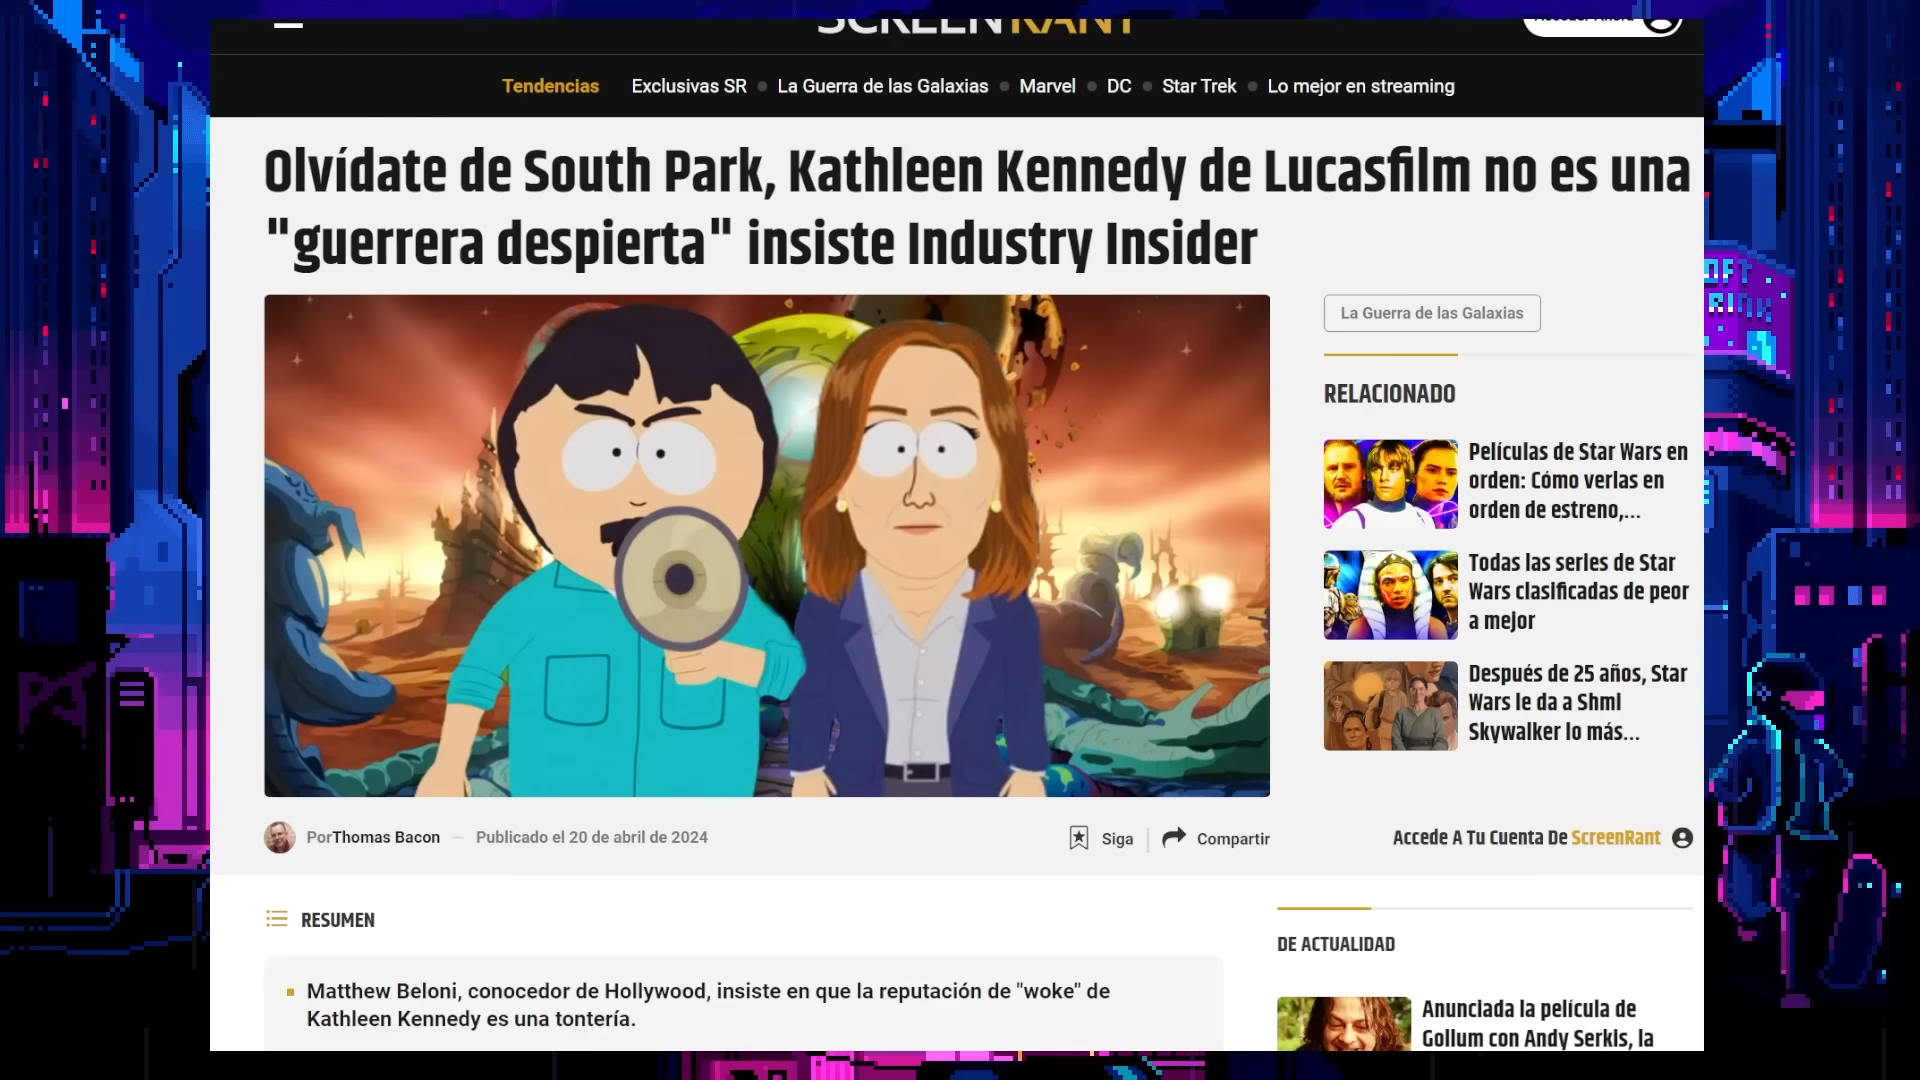 SCREENRANT
Tendencias
Exclusivas SR
La Guerra de las Galaxias
Marvel
DC
Star Trek
Lo mejor en streaming
Olvídate de South Park, Kathleen Kennedy de Lucasfilm no es una
"guerrera despierta" insiste Industry Insider
La Guerra de las Galaxias
RELACIONADO
Películas de Star Wars en
orden: Cómo verlas en
orden de estreno,...
Todas las series de Star
Wars clasificadas de peor
a mejor
Después de 25 años, Star
Wars le da a Shmi
Skywalker lo más...
PorThomas Bacon
Publicado el 20 de abril de 2024
Siga
Compartir
Accede A Tu Cuenta De ScreenRant
RESUMEN
Matthew Beloni, conocedor de Hollywood, insiste en que la reputación de "woke" de
Kathleen Kennedy es una tontería.
DE ACTUALIDAD
Anunciada la película de
Gollum con Andy Serkis, la